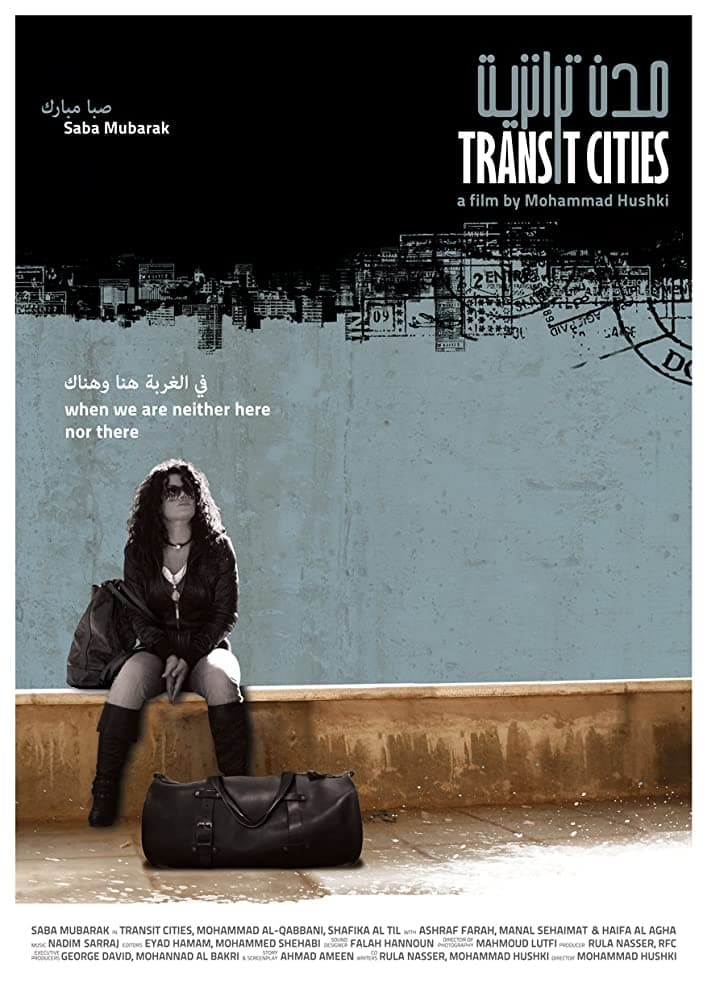 مدن ترانزيت
صبا مبارك
Saba Mubarak
TRANSIT CITIES
a film by Mohammad Hushki
2 ENTR
09
DO
في الغربة هنا وهناك
when we are neither here
nor there
SABA MUBARAK IN TRANSIT CITIES, MOHAMMAD AL-QABBANI, SHAFIKA AL TIL WITH ASHRAF FARAH, MANAL SEHAIMAT & HAIFA AL AGHA
MUSIC NADIM SARRAJ EDITORS EYAD HAMAM, MOHAMMED SHEHABI SOUND DESIGNER FALAH HANNOUN DIRECTOR OF PHOTOGRAPHY MAHMOUD LUTFI PRODUCER RULA NASSER, RFC
EXECUTIVE PRODUCERS GEORGE DAVID, MOHANNAD AL BAKRI STORY & SCREENPLAY AHMAD AMEEN CO WRITERS RULA NASSER, MOHAMMAD HUSHKI DIRECTOR MOHAMMAD HUSHKI